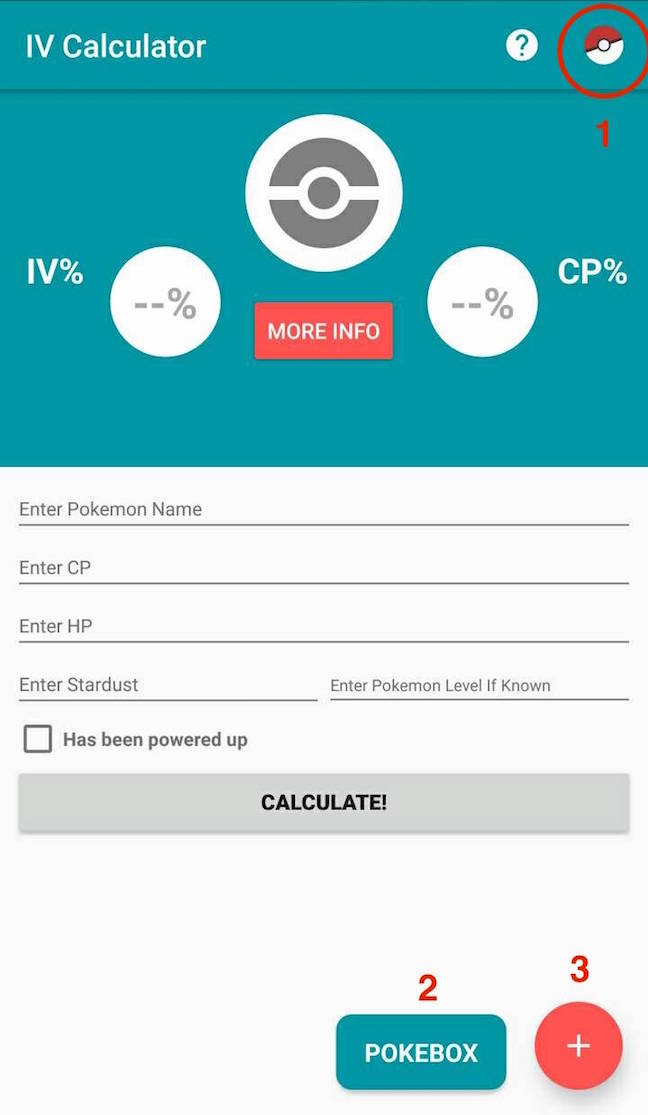 IV Calculator
?
1
IV%
CP%
--%
--%
MORE INFO
Enter Pokemon Name
Enter CP
Enter HP
Enter Stardust
Enter Pokemon Level If Known
Has been powered up
CALCULATE!
2
3
POKEBOX
+